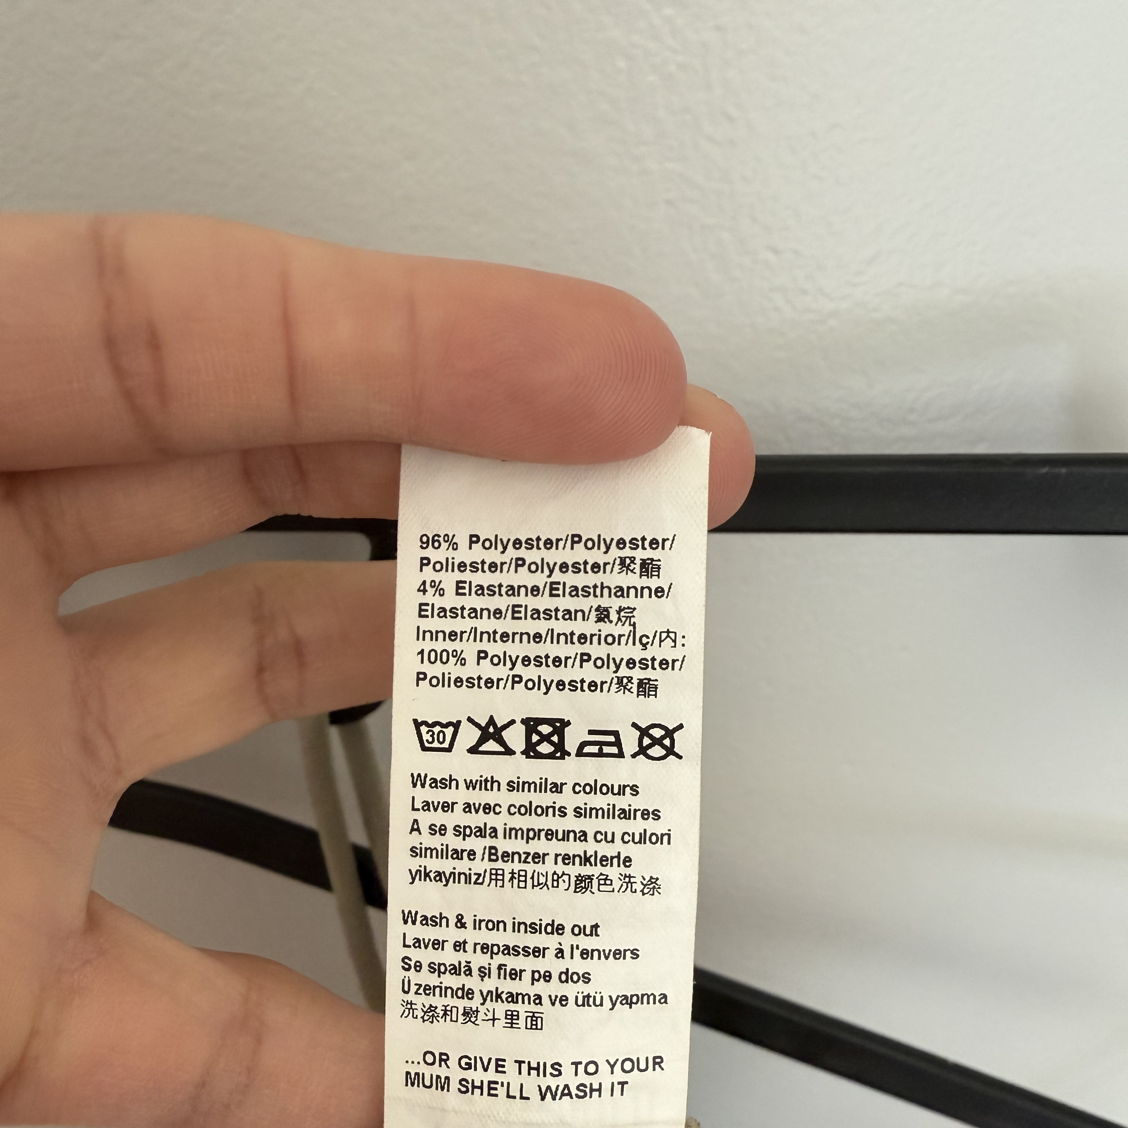 96% Polyester/Polyester/
Poliester/Polyester/聚酯
4% Elastane/Elasthanne/
Elastane/Elastan/氨烷
Inner/Interne/Interior/İç/内:
100% Polyester/Polyester/
Poliester/Polyester/聚酯
30
Wash with similar colours
Laver avec coloris similaires
A se spala impreuna cu culori
similare /Benzer renklerle
yikayiniz/用相似的颜色洗涤
Wash & iron inside out
Laver et repasser à l'envers
Se spală și fier pe dos
Üzerinde yıkama ve ütü yapma
洗涤和熨斗里面
...OR GIVE THIS TO YOUR
MUM SHE'LL WASH IT